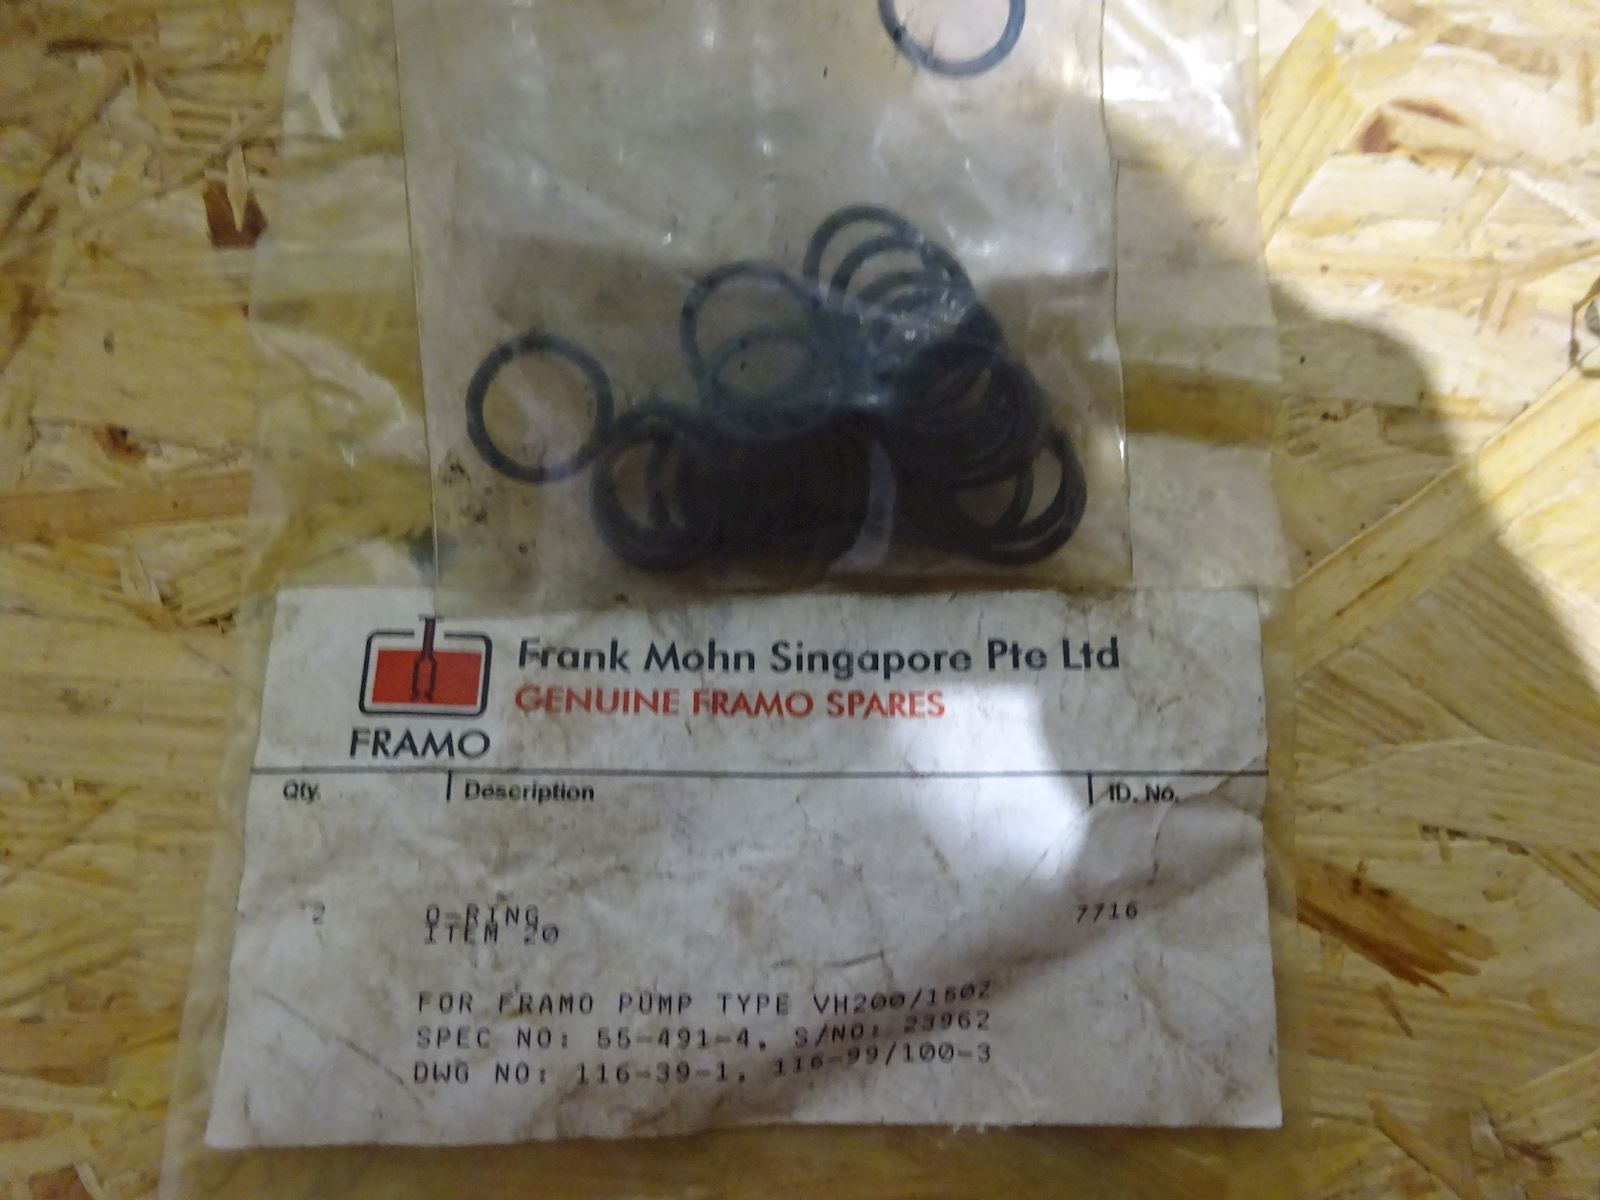 Frank Mohn Singapore Pte Ltd
GENUINE FRAMO SPARES
FRAMO
Qty. Description ID. No.
2 O-RING 7716
ITEM 20
FOR FRAMO PUMP TYPE VH200/160Z
SPEC NO: 55-491-4, S/NO: 23962
DWG NO: 116-39-1, 116-99/100-3